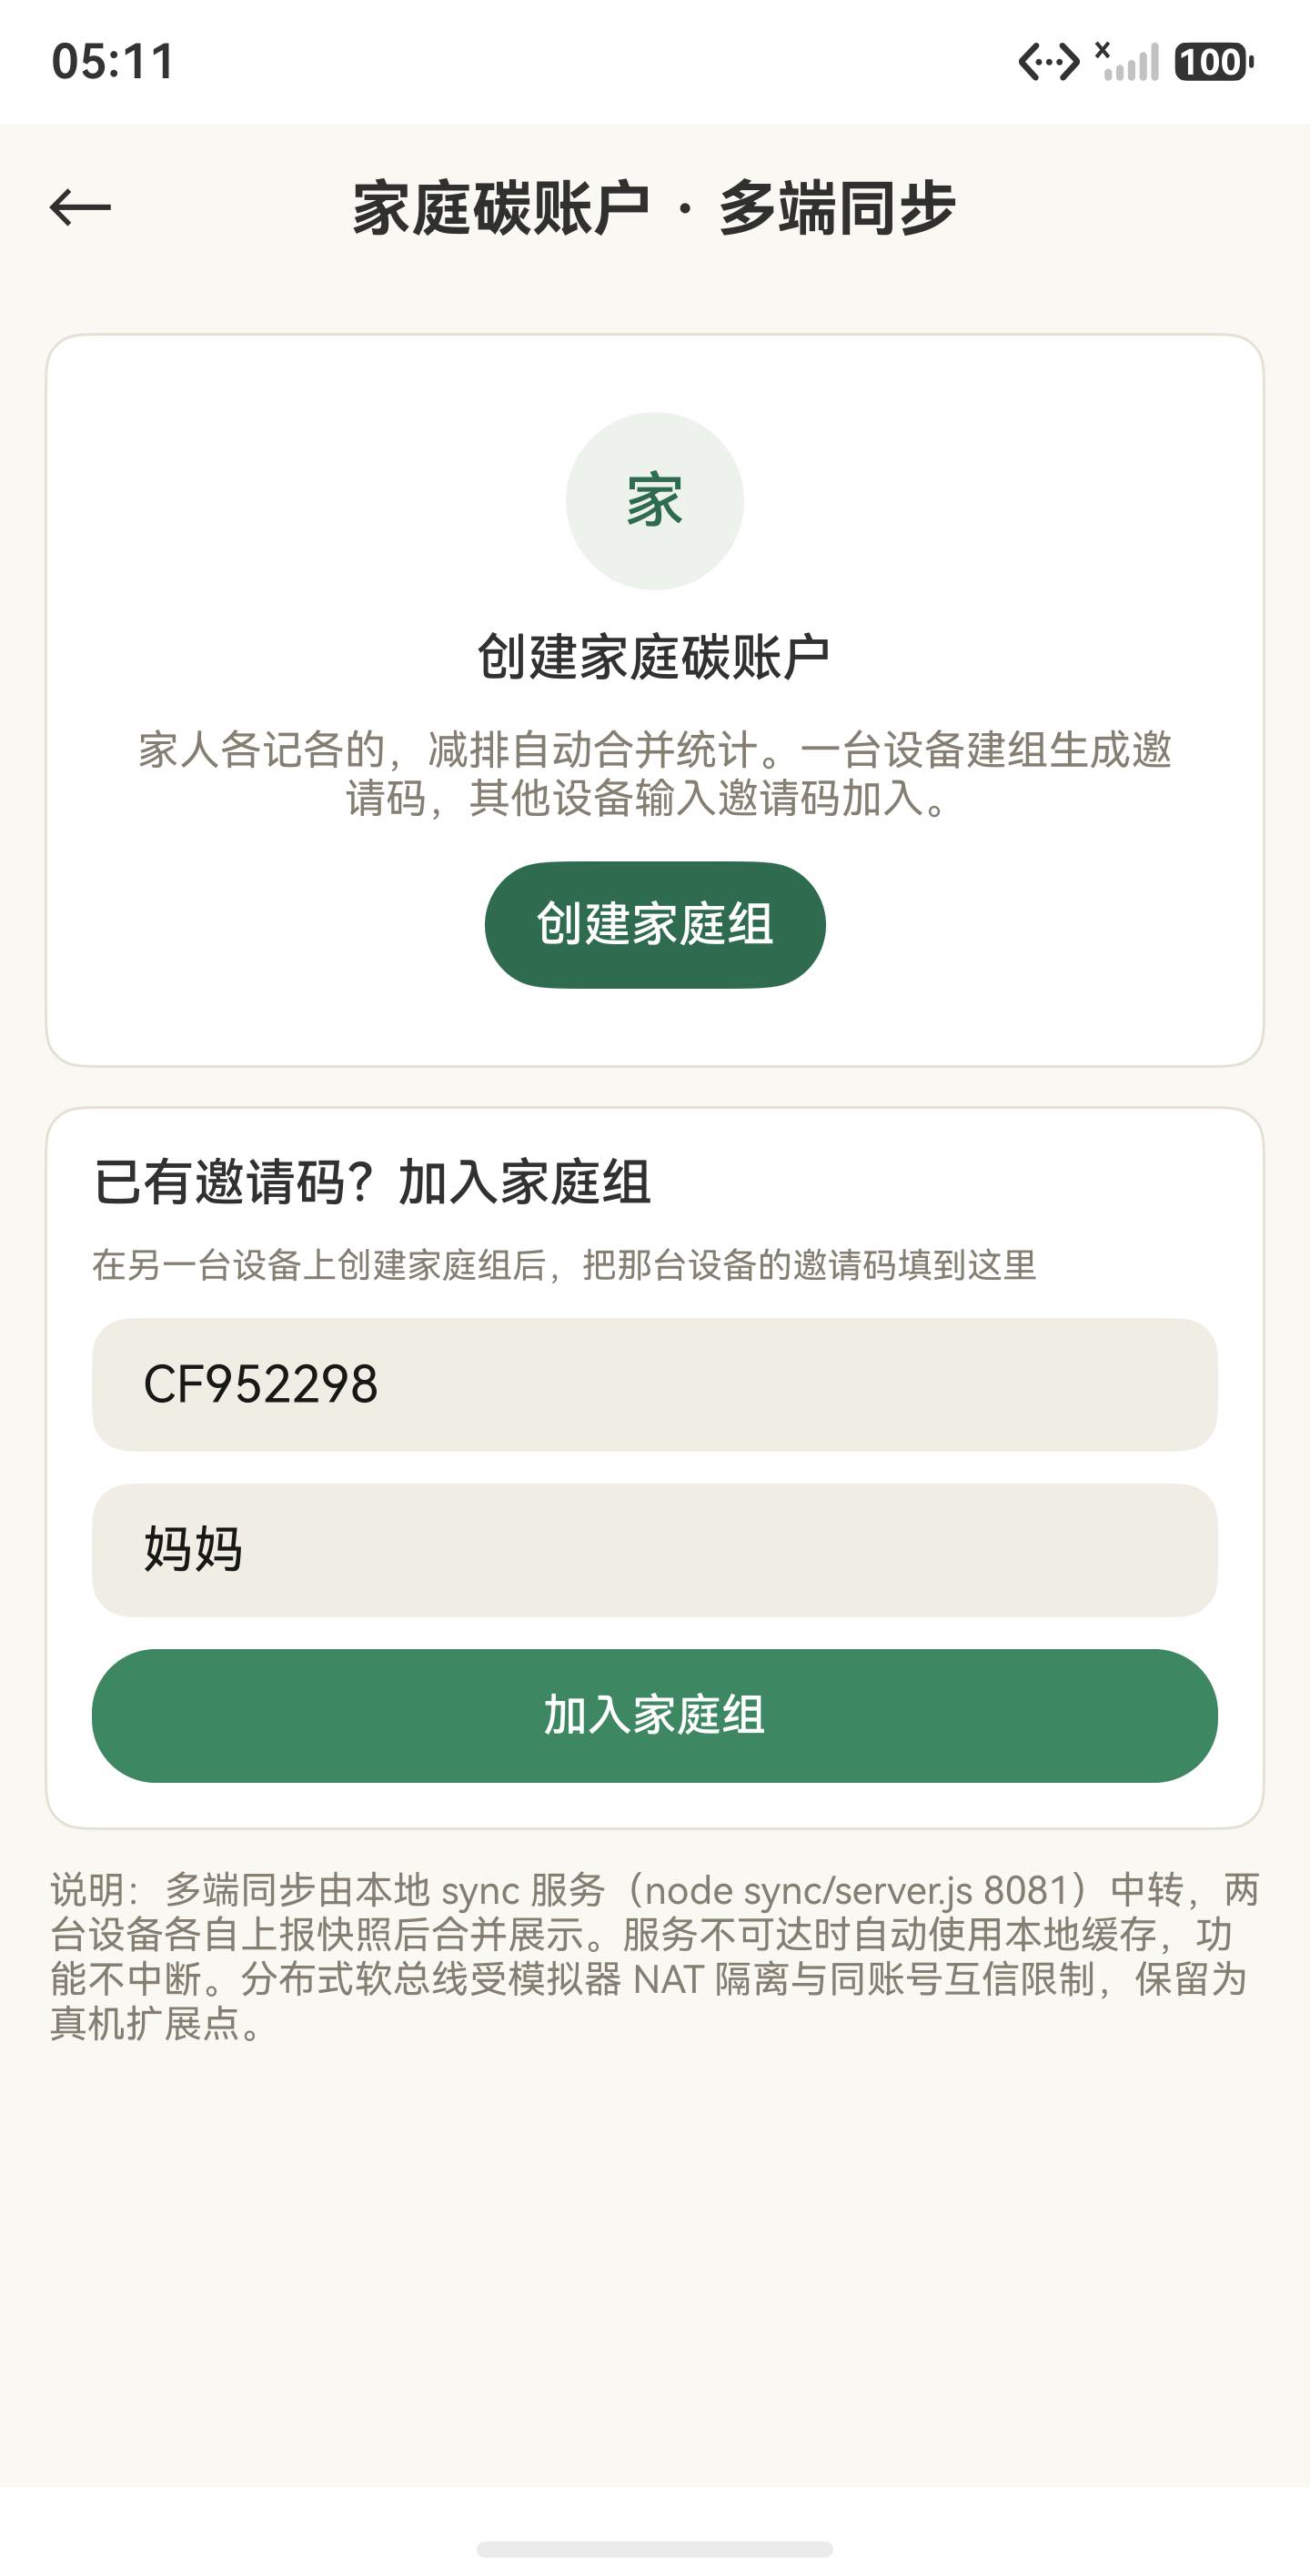 05:11
100
家庭碳账户 · 多端同步
家
创建家庭碳账户
家人各记各的，减排自动合并统计。一台设备建组生成邀
请码，其他设备输入邀请码加入。
创建家庭组
已有邀请码？加入家庭组
在另一台设备上创建家庭组后，把那台设备的邀请码填到这里
CF952298
妈妈
加入家庭组
说明：多端同步由本地 sync 服务（node sync/server.js 8081）中转，两
台设备各自上报快照后合并展示。服务不可达时自动使用本地缓存，功
能不中断。分布式软总线受模拟器 NAT 隔离与同账号互信限制，保留为
真机扩展点。